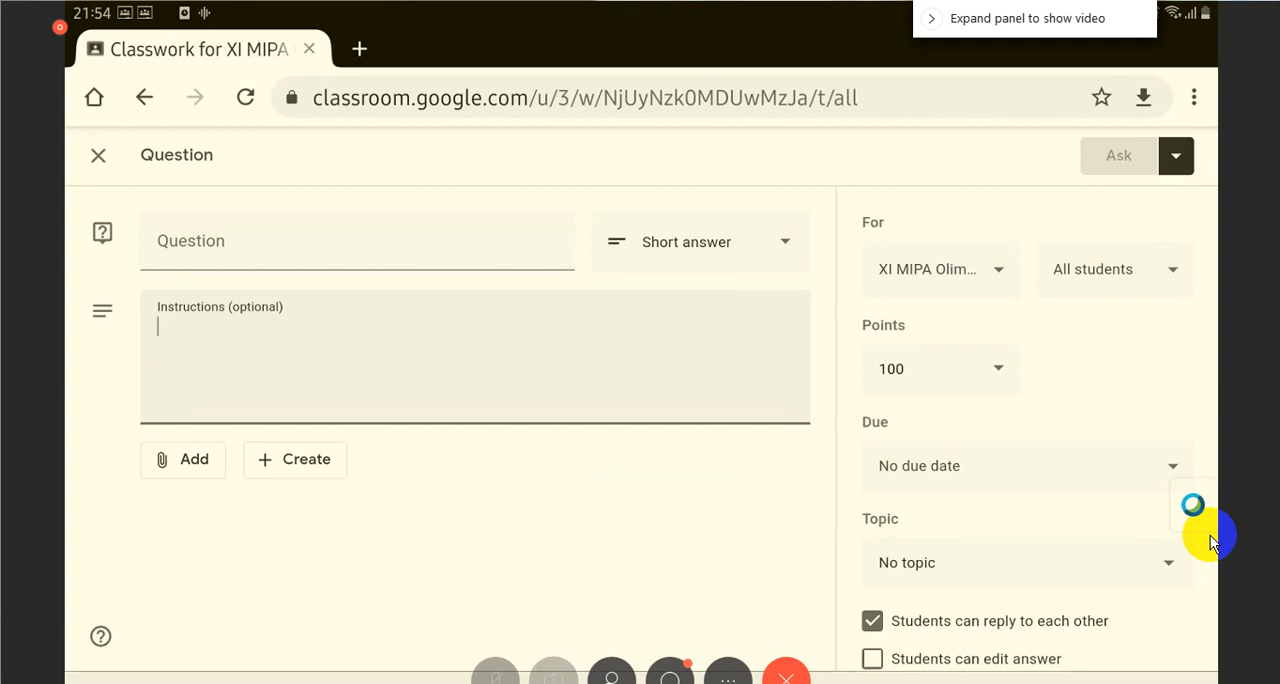 21:54
Expand panel to show video
Classwork for XI MIPA
classroom.google.com/u/3/w/NjUyNzk0MDUwMzJa/t/all
Question
Ask
Question
Short answer
Instructions (optional)
Add
Create
For
XI MIPA Olim...
All students
Points
100
Due
No due date
Topic
No topic
Students can reply to each other
Students can edit answer